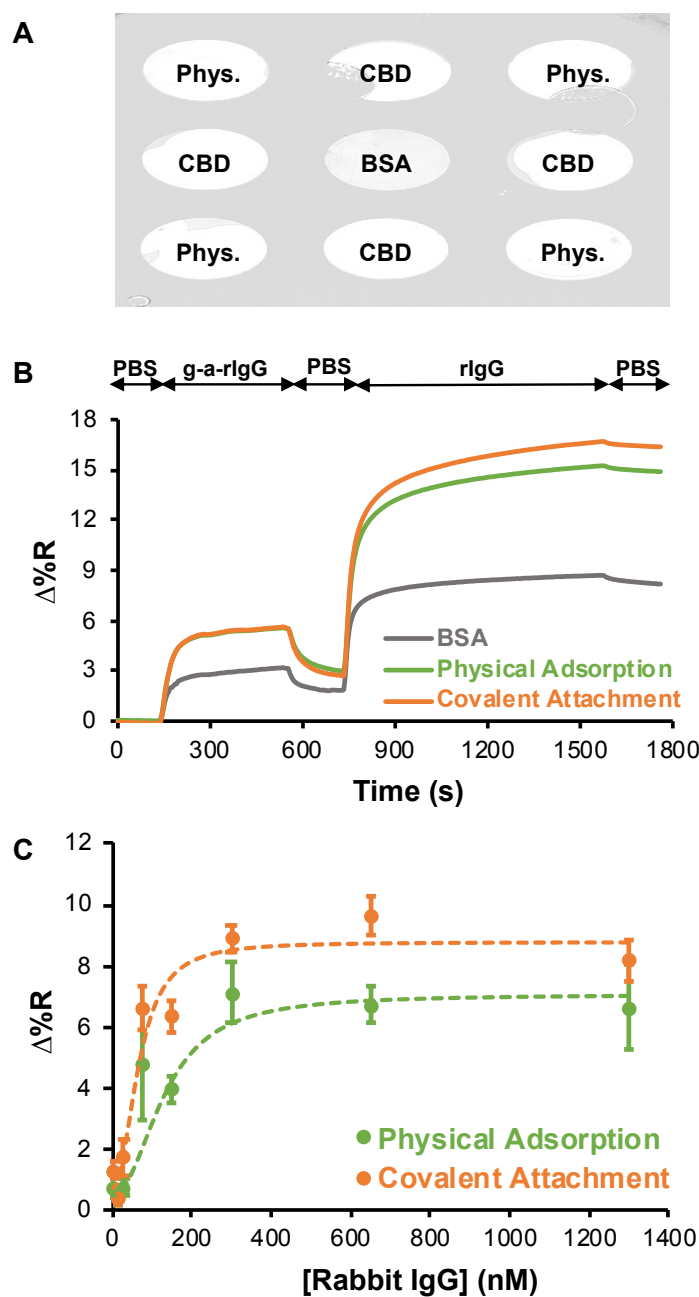 A
Phys. CBD Phys.
CBD BSA CBD
Phys. CBD Phys.
B
PBS g-a-rIgG PBS rIgG PBS
18
15
12
9
6
3
0
Δ%R
BSA
Physical Adsorption
Covalent Attachment
0 300 600 900 1200 1500 1800
Time (s)
C
12
10
8
6
4
2
0
Δ%R
Physical Adsorption
Covalent Attachment
0 200 400 600 800 1000 1200 1400
[Rabbit IgG] (nM)